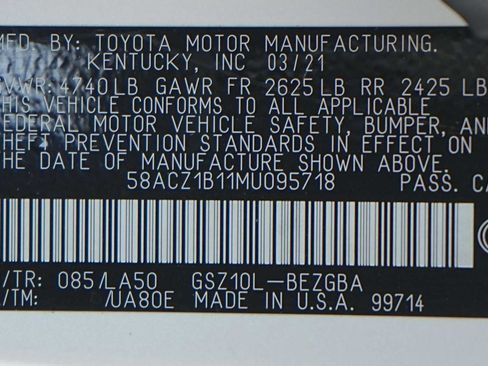 MFD. BY: TOYOTA MOTOR MANUFACTURING.
KENTUCKY, INC 03/21
GVWR: 4740LB GAWR FR 2625LB RR 2425 LB
THIS VEHICLE CONFORMS TO ALL APPLICABLE
FEDERAL MOTOR VEHICLE SAFETY, BUMPER, AND
THEFT PREVENTION STANDARDS IN EFFECT ON
THE DATE OF MANUFACTURE SHOWN ABOVE.
58ACZ1B11MU095718 PASS. CA
/TR: 085/LA50 GSZ10L-BEZGBA
/TM: /UA80E MADE IN U.S.A. 99714